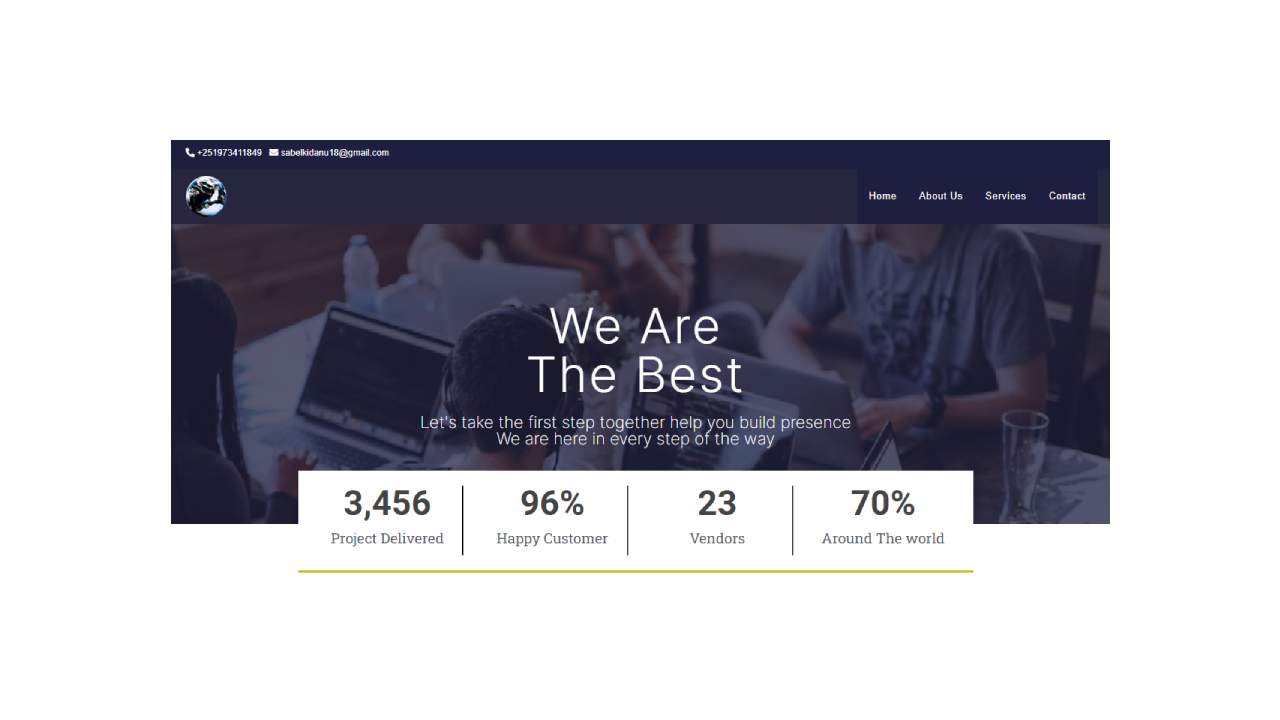 +251973411849 sabelkidanu18@gmail.com
Home About Us Services Contact
We Are
The Best
Let's take the first step together help you build presence
We are here in every step of the way
3,456 96% 23 70%
Project Delivered Happy Customer Vendors Around The world